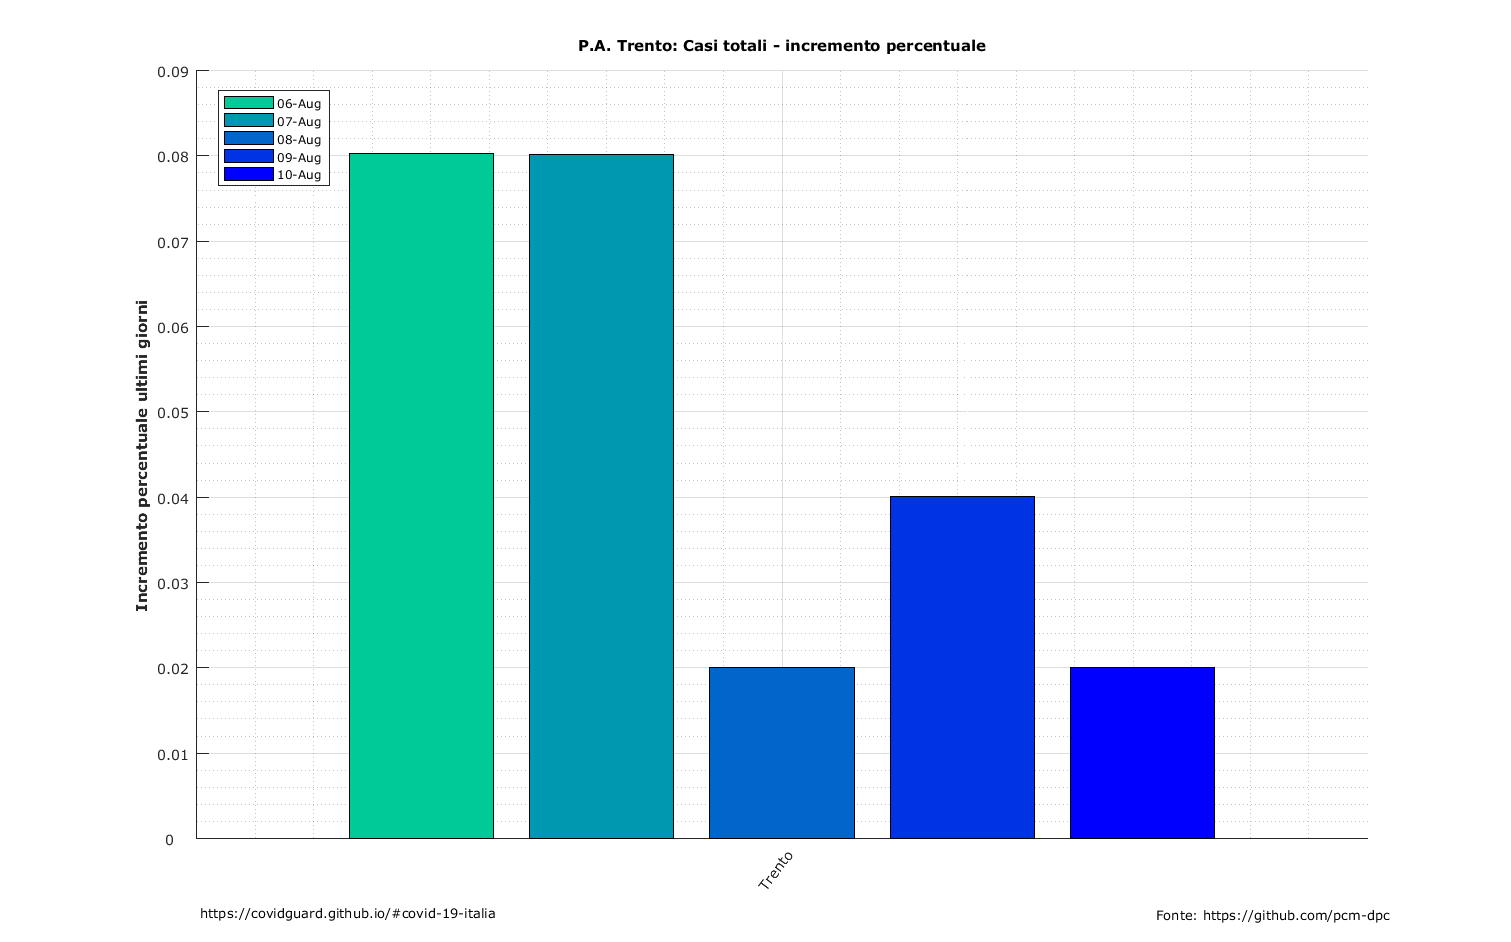 P.A. Trento: Casi totali - incremento percentuale
0.09
0.08
0.07
0.06
0.05
0.04
0.03
0.02
0.01
0
06-Aug
07-Aug
08-Aug
09-Aug
10-Aug
Incremento percentuale ultimi giorni
Trento
https://covidguard.github.io/#covid-19-italia
Fonte: https://github.com/pcm-dpc